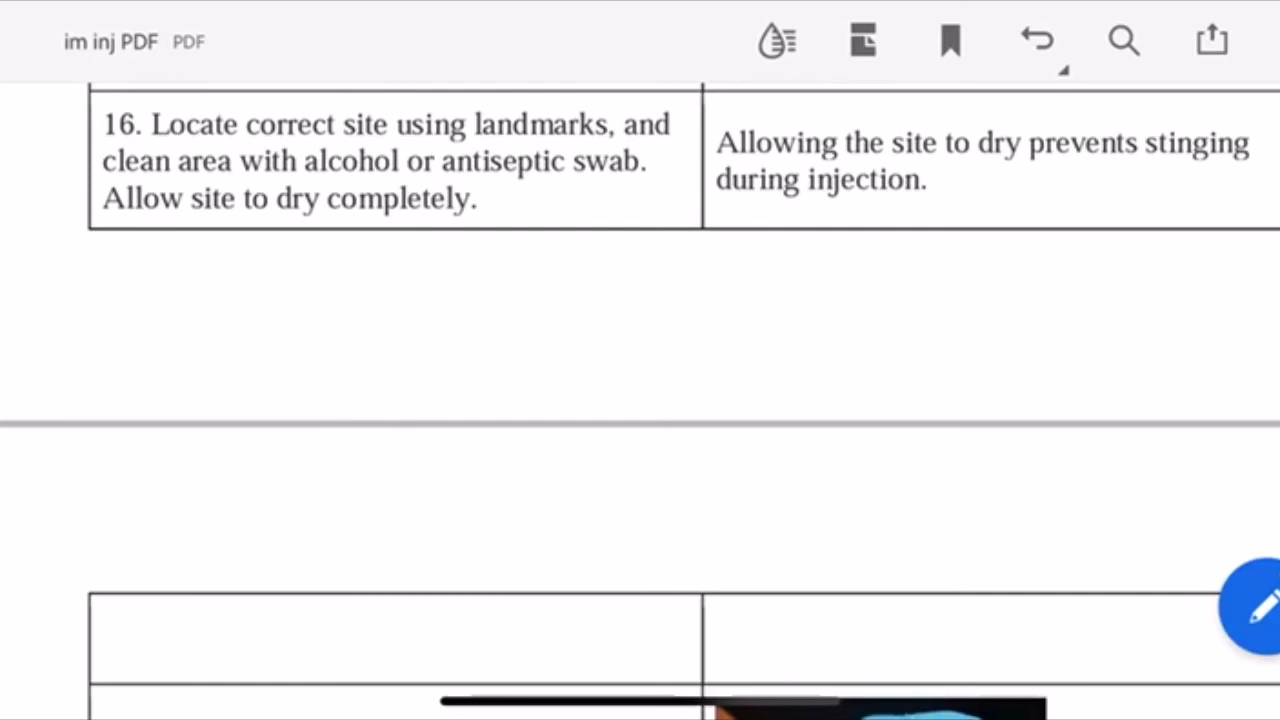 im inj PDF PDF
16. Locate correct site using landmarks, and
clean area with alcohol or antiseptic swab.
Allow site to dry completely.
Allowing the site to dry prevents stinging
during injection.